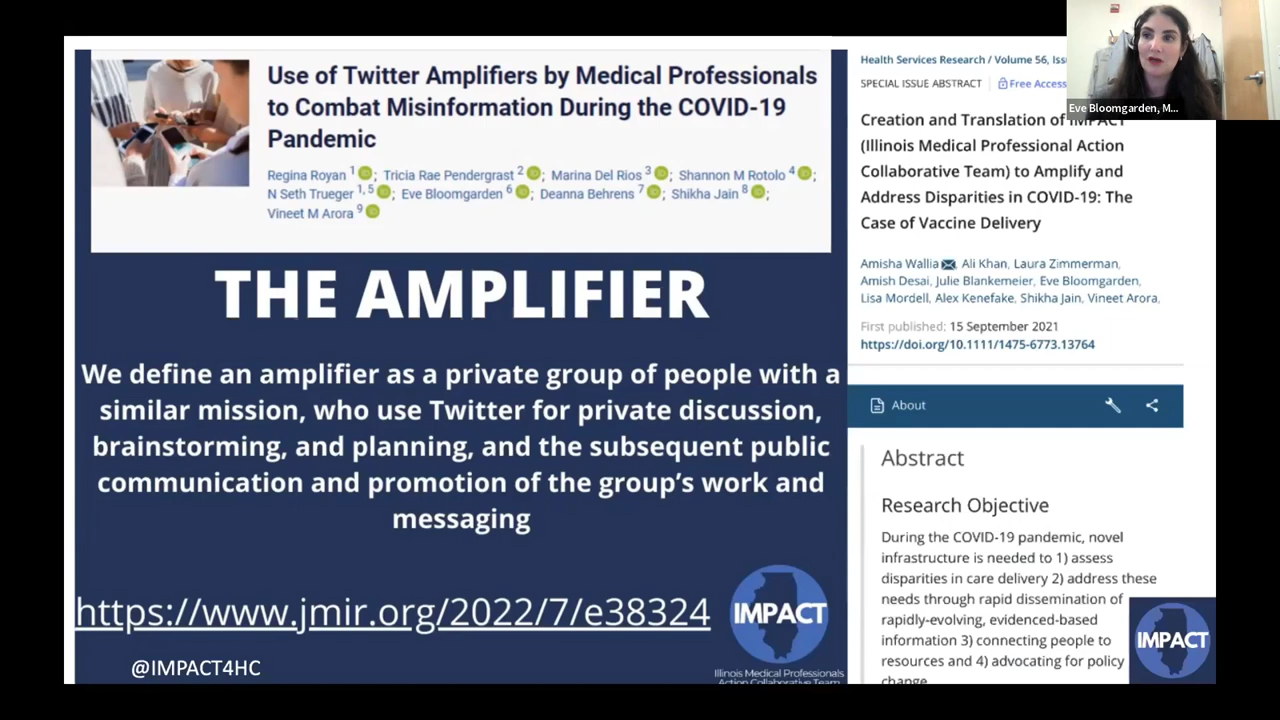 Use of Twitter Amplifiers by Medical Professionals
to Combat Misinformation During the COVID-19
Pandemic
Regina Royan 1 iD; Tricia Rae Pendergrast 2 iD; Marina Del Rios 3 iD; Shannon M Rotolo 4 iD;
N Seth Trueger 1, 5 iD; Eve Bloomgarden 6 iD; Deanna Behrens 7 iD; Shikha Jain 8 iD;
Vineet M Arora 9 iD
THE AMPLIFIER
We define an amplifier as a private group of people with a
similar mission, who use Twitter for private discussion,
brainstorming, and planning, and the subsequent public
communication and promotion of the group's work and
messaging
https://www.jmir.org/2022/7/e38324
IMPACT
Illinois Medical Professionals
Action Collaborative Team
@IMPACT4HC
Health Services Research / Volume 56, Iss
SPECIAL ISSUE ABSTRACT
Free Access
Eve Bloomgarden, M...
Creation and Translation of IMPACT
(Illinois Medical Professional Action
Collaborative Team) to Amplify and
Address Disparities in COVID-19: The
Case of Vaccine Delivery
Amisha Wallia, Ali Khan, Laura Zimmerman,
Amish Desai, Julie Blankemeier, Eve Bloomgarden,
Lisa Mordell, Alex Kenefake, Shikha Jain, Vineet Arora,
First published: 15 September 2021
https://doi.org/10.1111/1475-6773.13764
About
Abstract
Research Objective
During the COVID-19 pandemic, novel
infrastructure is needed to 1) assess
disparities in care delivery 2) address these
needs through rapid dissemination of
rapidly-evolving, evidenced-based
information 3) connecting people to
resources and 4) advocating for policy
change.
IMPACT